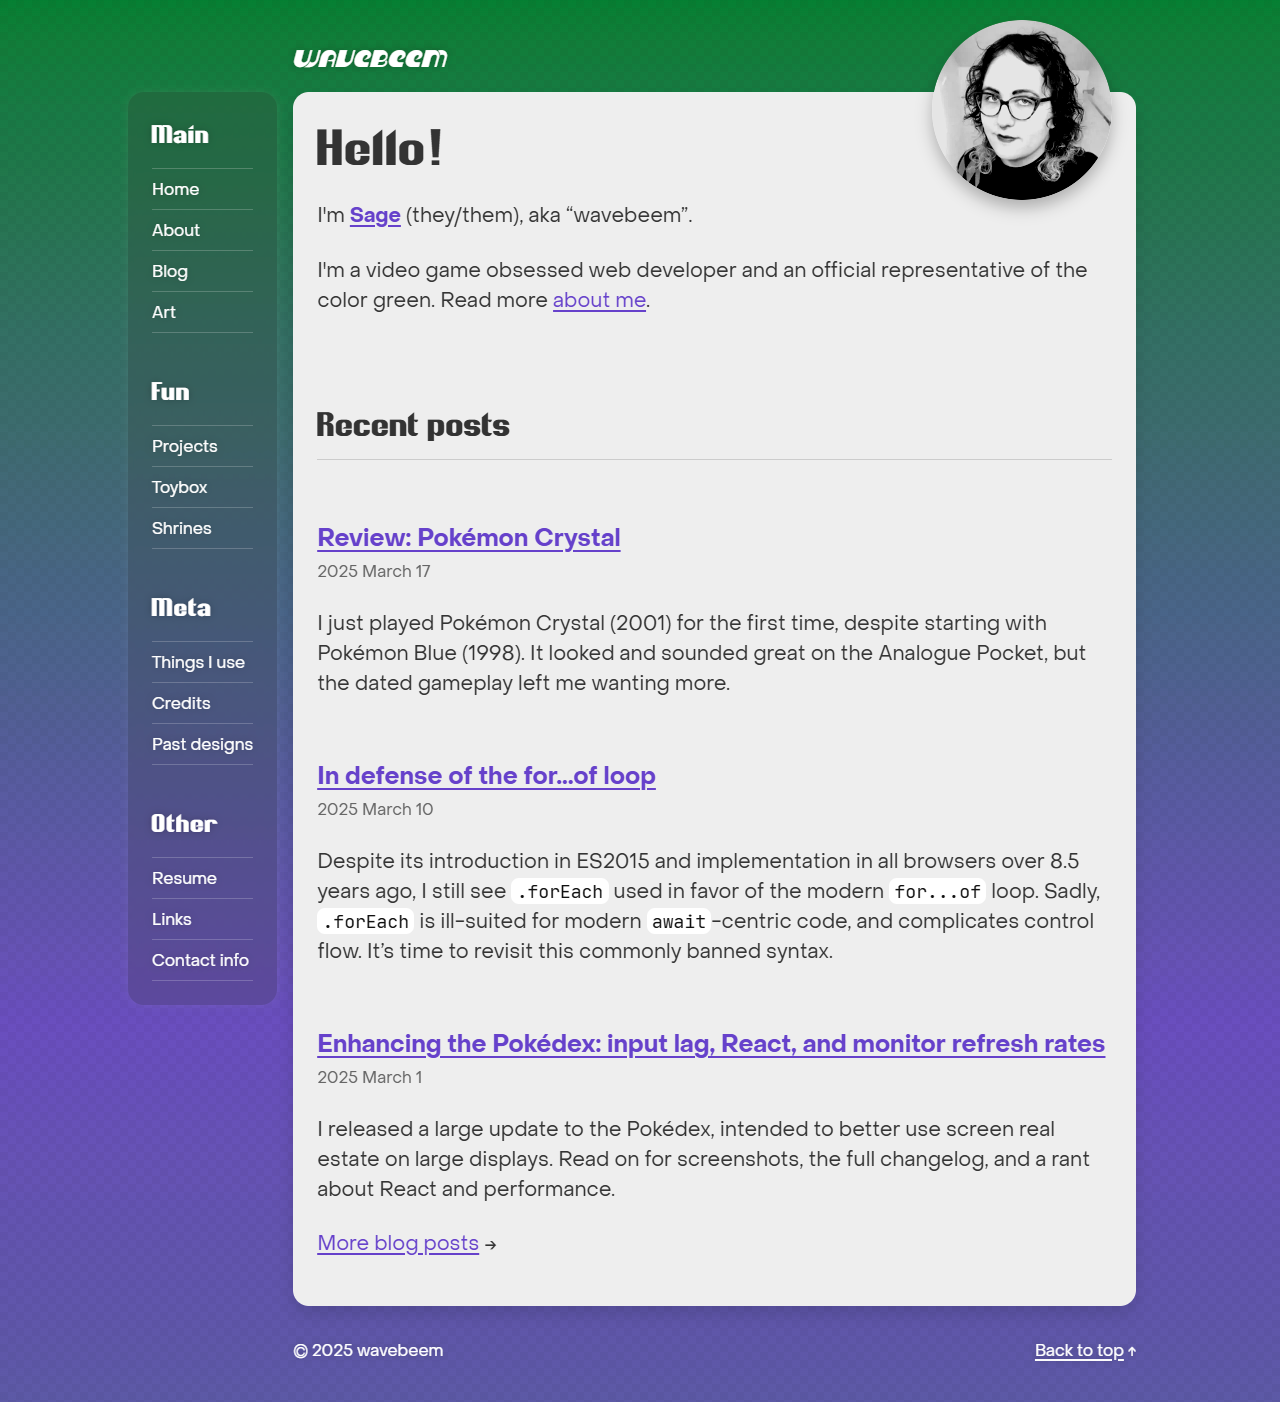 wavebeem
Main
Home
About
Blog
Art
Fun
Projects
Toybox
Shrines
Meta
Things I use
Credits
Past designs
Other
Resume
Links
Contact info
Hello!
I'm Sage (they/them), aka “wavebeem”.
I'm a video game obsessed web developer and an official representative of the
color green. Read more about me.
Recent posts
Review: Pokémon Crystal
2025 March 17
I just played Pokémon Crystal (2001) for the first time, despite starting with
Pokémon Blue (1998). It looked and sounded great on the Analogue Pocket, but
the dated gameplay left me wanting more.
In defense of the for...of loop
2025 March 10
Despite its introduction in ES2015 and implementation in all browsers over 8.5
years ago, I still see .forEach used in favor of the modern for...of loop. Sadly,
.forEach is ill-suited for modern await-centric code, and complicates control
flow. It’s time to revisit this commonly banned syntax.
Enhancing the Pokédex: input lag, React, and monitor refresh rates
2025 March 1
I released a large update to the Pokédex, intended to better use screen real
estate on large displays. Read on for screenshots, the full changelog, and a rant
about React and performance.
More blog posts →
© 2025 wavebeem
Back to top ↑